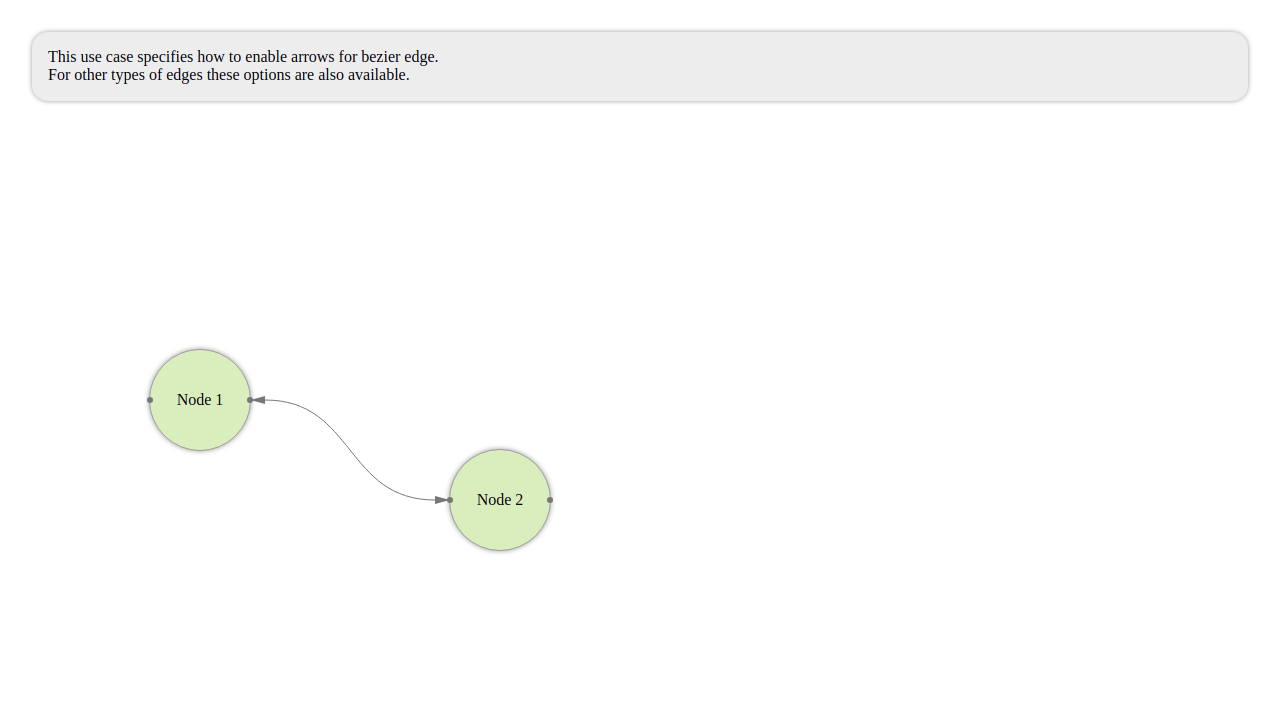 This use case specifies how to enable arrows for bezier edge.
For other types of edges these options are also available.
Node 1
Node 2